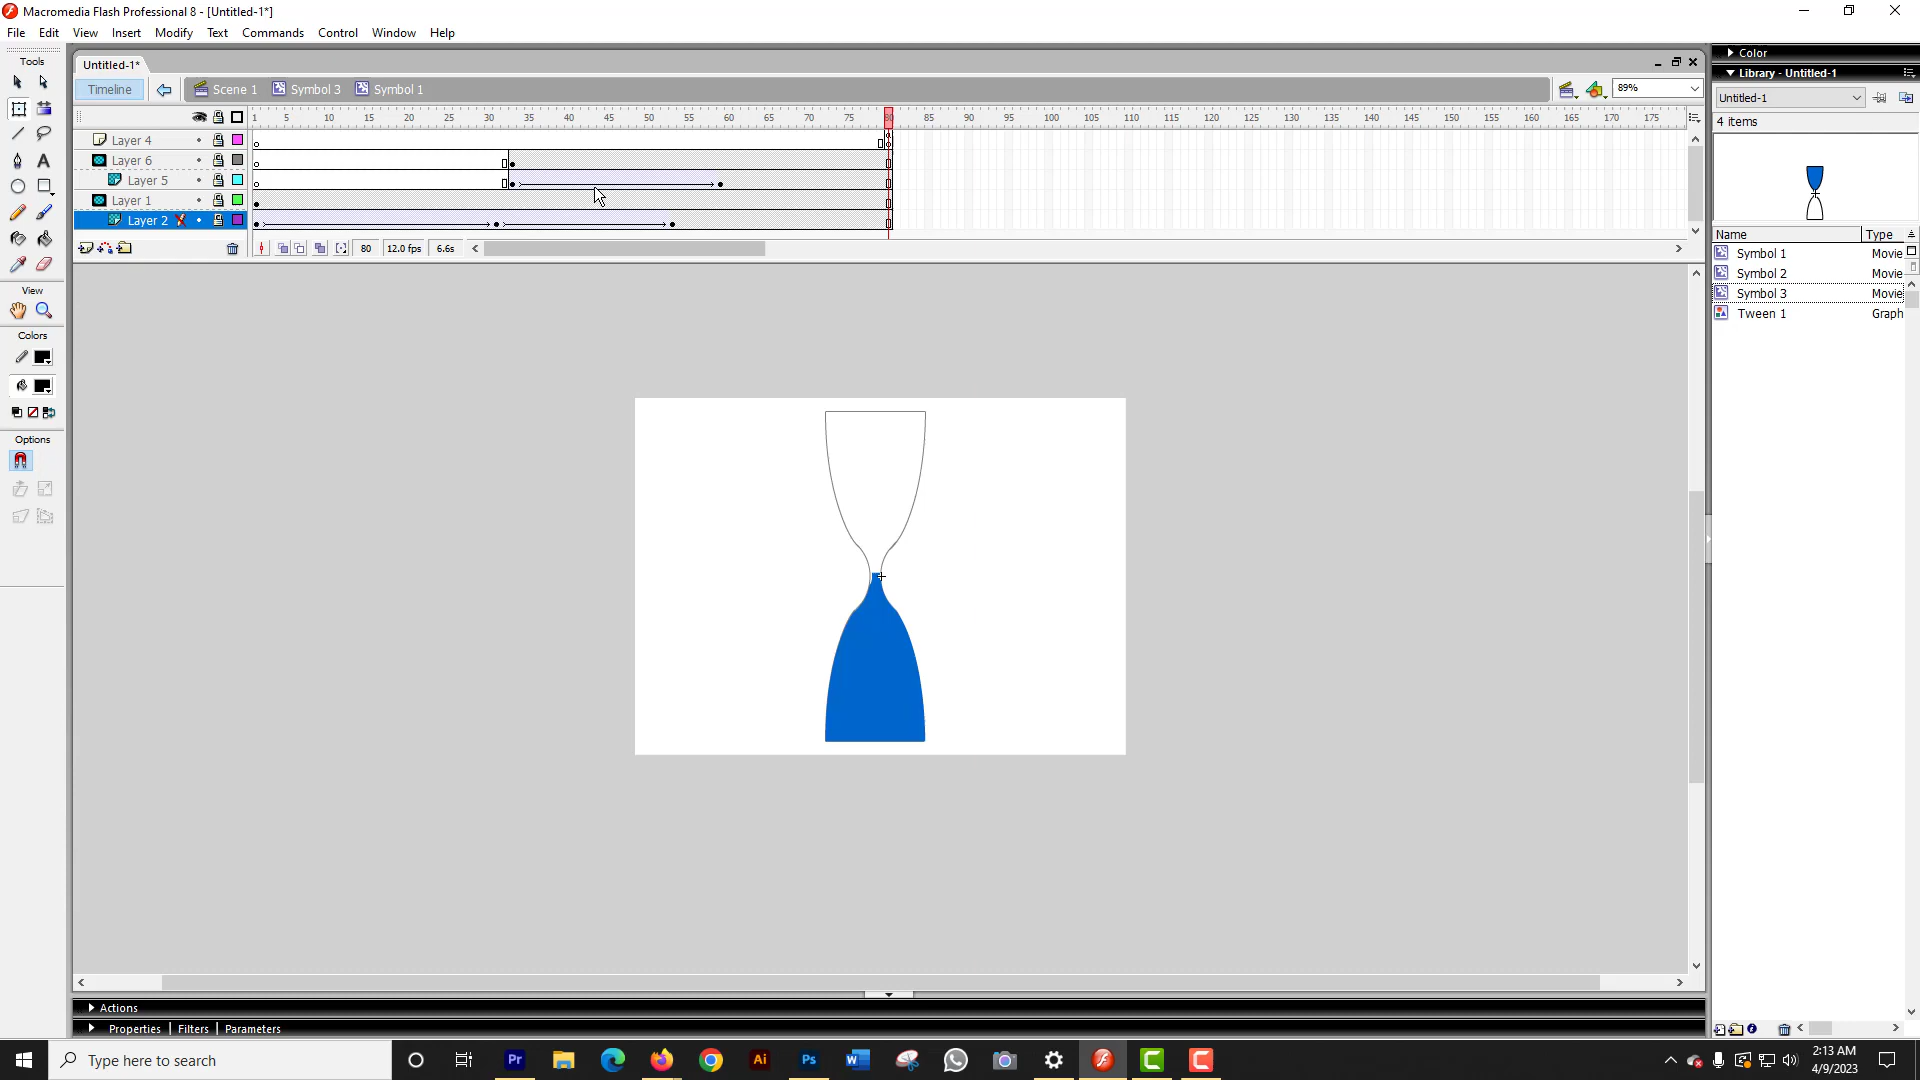 Macromedia Flash Professional 8 - [Untitled-1*]
File Edit View Insert Modify Text Commands Control Window Help
Tools
View
Colors
Options
Untitled-1*
Timeline
Scene 1 Symbol 3 Symbol 1
89%
1 5 10 15 20 25 30 35 40 45 50 55 60 65 70 75 80 85 90 95 100 105 110 115 120 125 130 135 140 145 150 155 160 165 170 175
Layer 4
Layer 6
Layer 5
Layer 1
Layer 2
80 12.0 fps 6.6s
Actions
Properties Filters Parameters
Color
Library - Untitled-1
Untitled-1
4 items
Name Type
Symbol 1 Movie
Symbol 2 Movie
Symbol 3 Movie
Tween 1 Graph
Type here to search
Pr
Ai
Ps
W
2:13 AM
4/9/2023